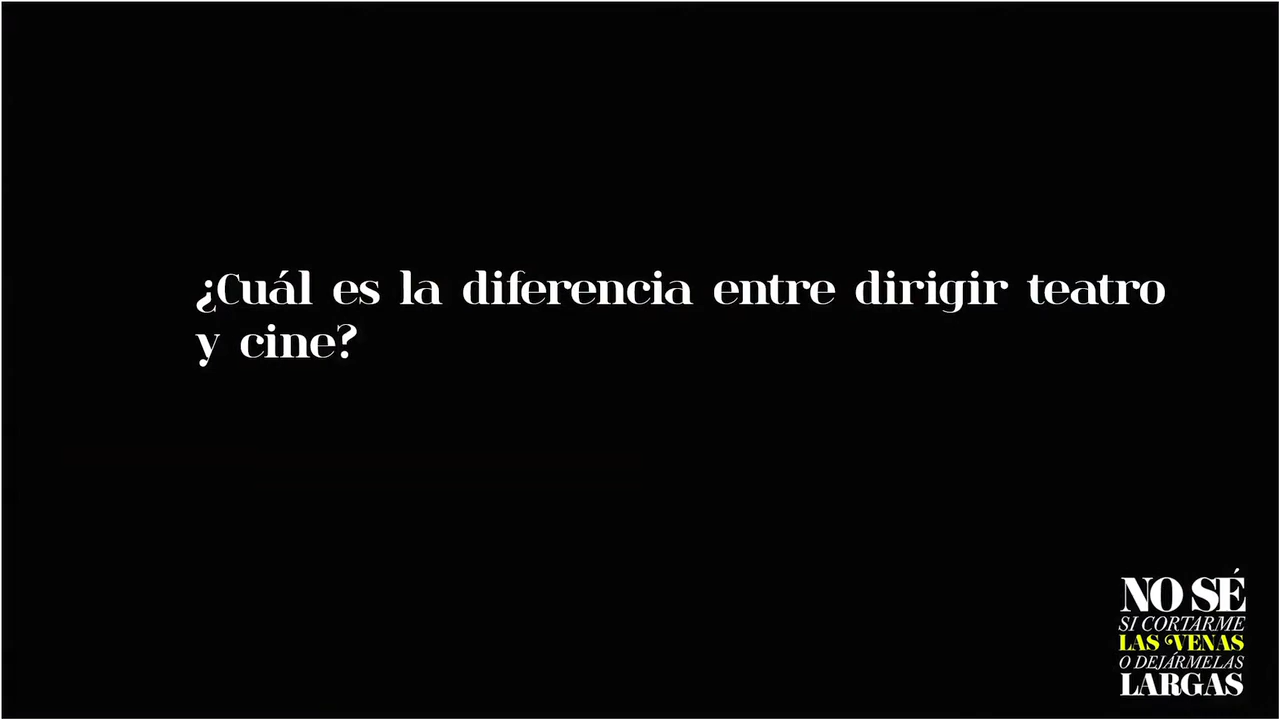 ¿Cuál es la diferencia entre dirigir teatro
y cine?
NO SÉ
SI CORTARME
LAS VENAS
O DEJÁRMELAS
LARGAS